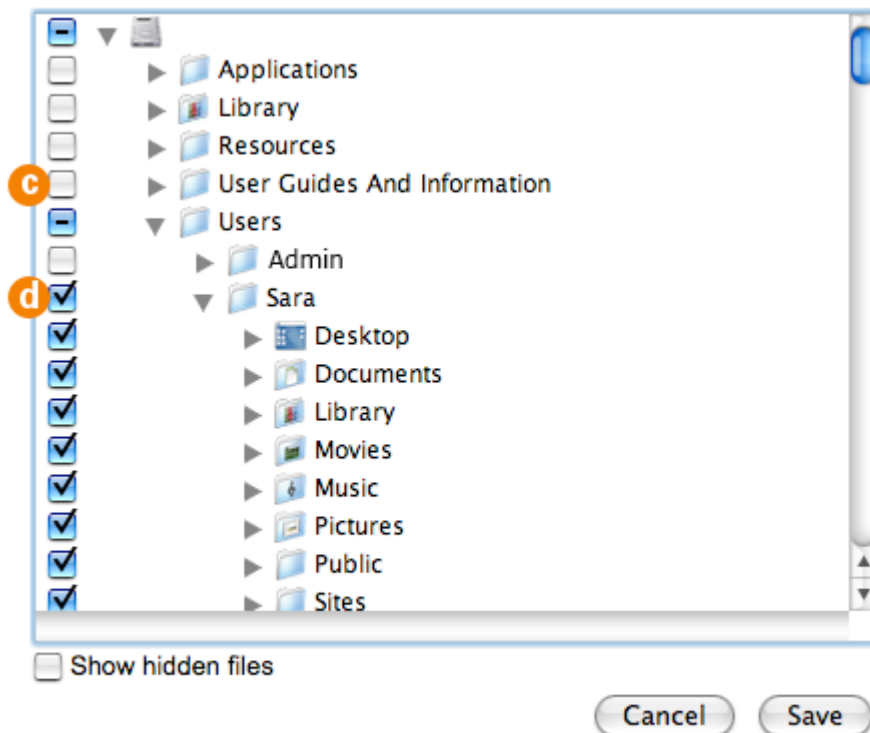 Applications
Library
Resources
c User Guides And Information
Users
Admin
d Sara
Desktop
Documents
Library
Movies
Music
Pictures
Public
Sites
Show hidden files
Cancel Save